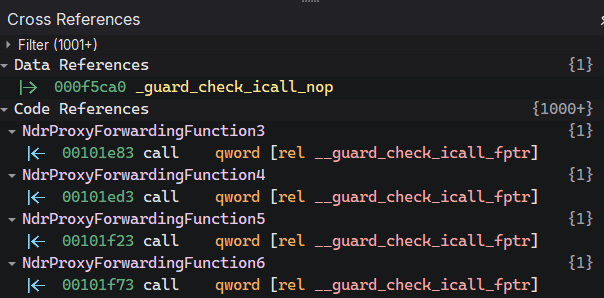 Cross References
Filter (1001+)
Data References {1}
000f5ca0 _guard_check_icall_nop
Code References {1000+}
NdrProxyForwardingFunction3 {1}
00101e83 call qword [rel __guard_check_icall_fptr]
NdrProxyForwardingFunction4 {1}
00101ed3 call qword [rel __guard_check_icall_fptr]
NdrProxyForwardingFunction5 {1}
00101f23 call qword [rel __guard_check_icall_fptr]
NdrProxyForwardingFunction6 {1}
00101f73 call qword [rel __guard_check_icall_fptr]